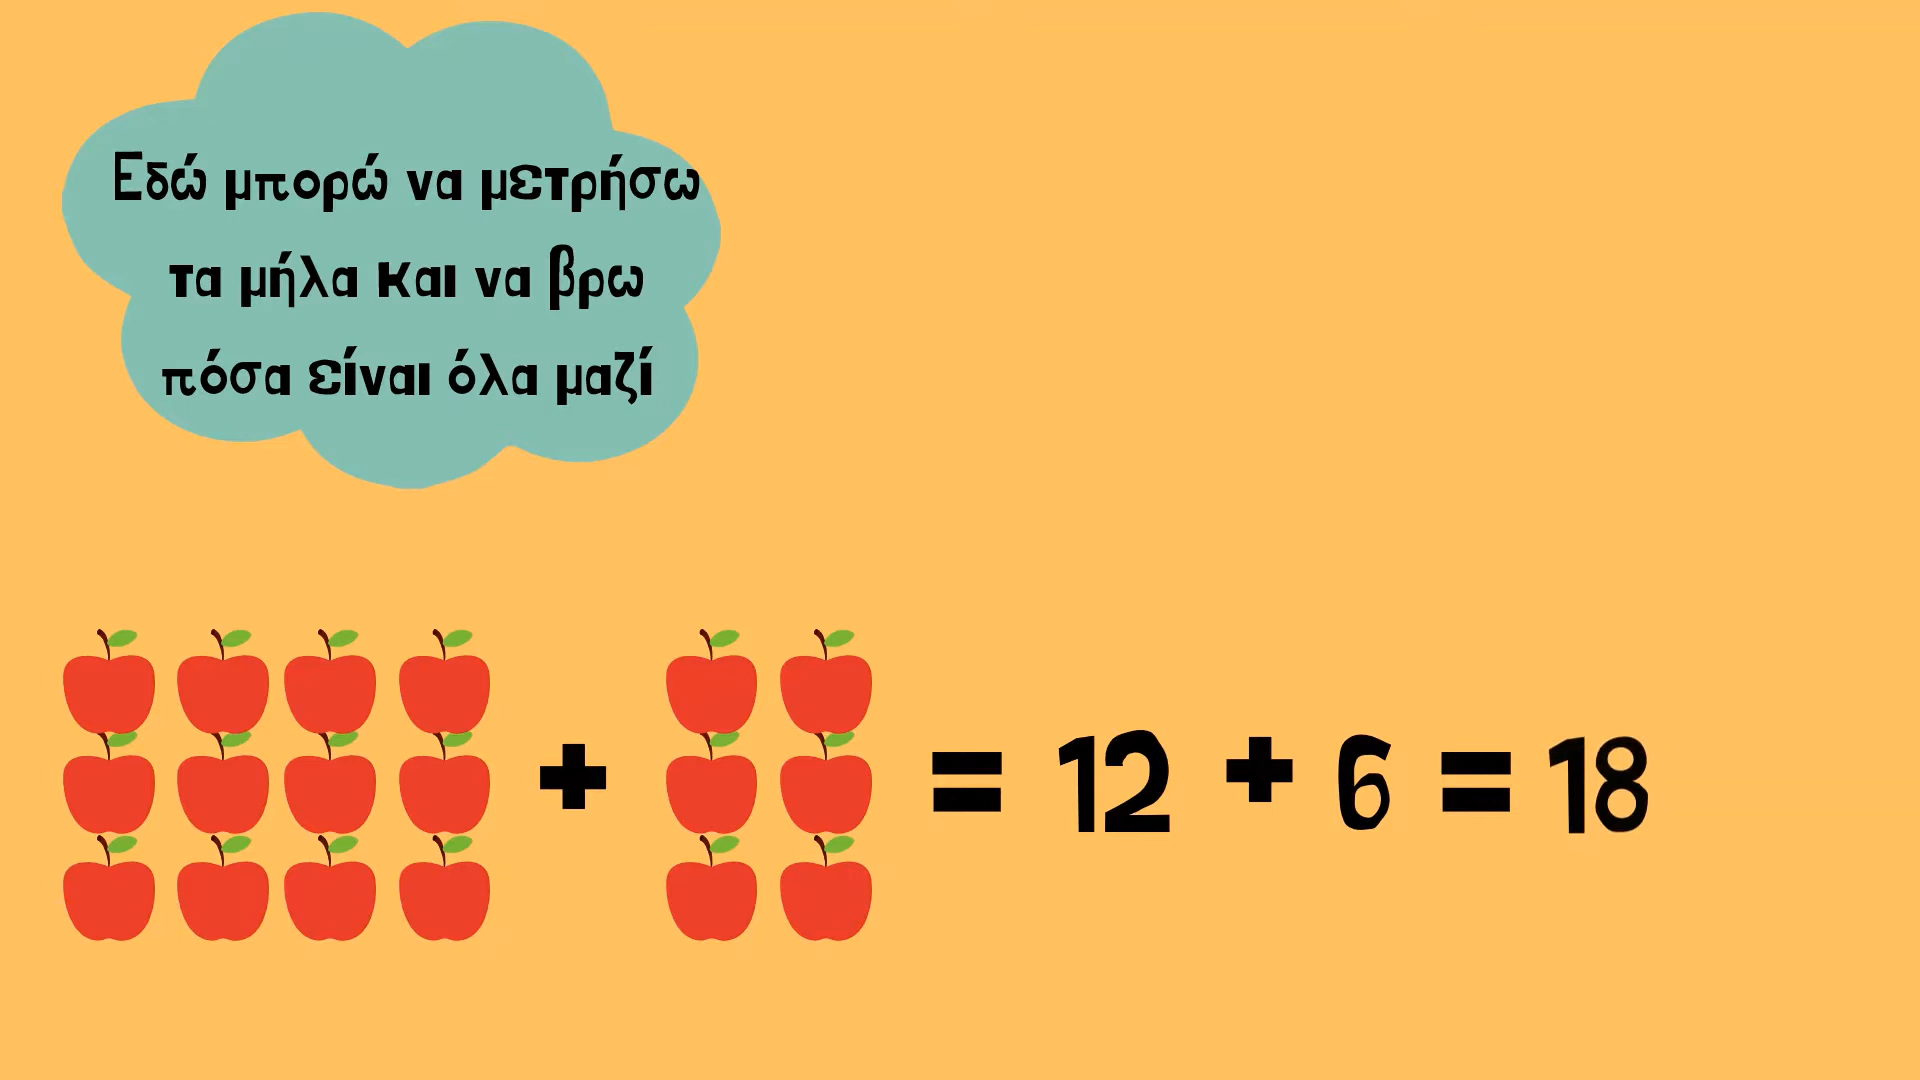 Εδώ μπορώ να μετρήσω
τα μήλα και να βρω
πόσα είναι όλα μαζί
+ = 12 + 6 = 18